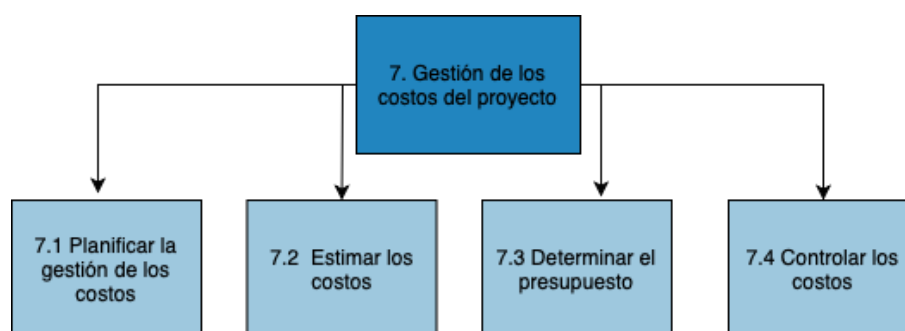 7. Gestión de los
costos del proyecto
7.1 Planificar la
gestión de los
costos
7.2 Estimar los
costos
7.3 Determinar el
presupuesto
7.4 Controlar los
costos